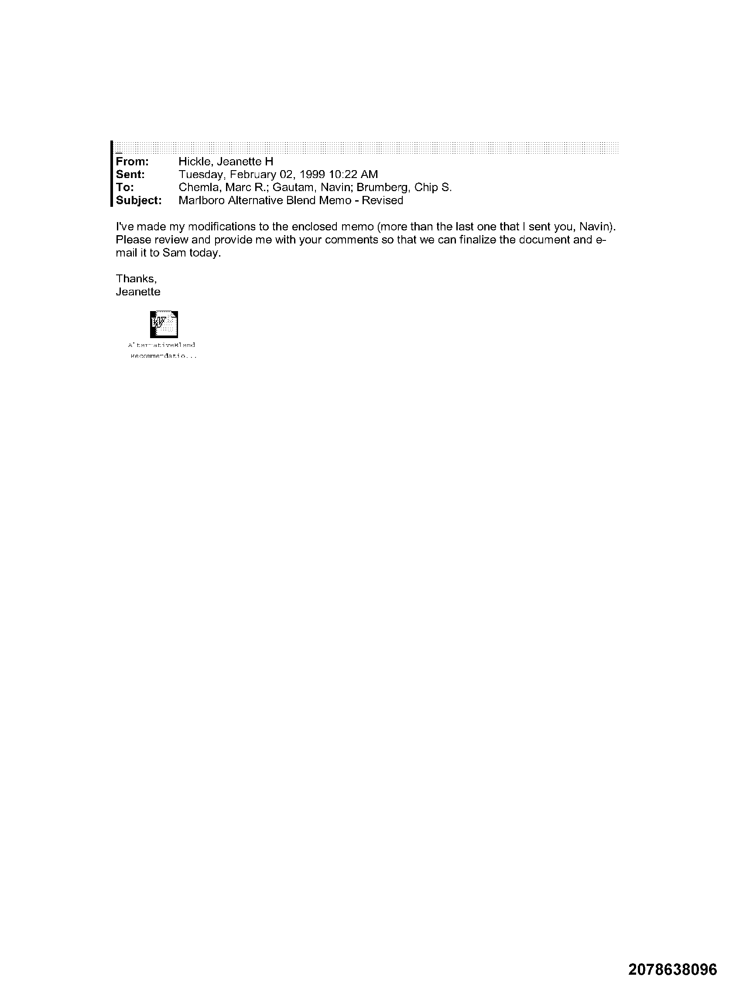 From: Hickle, Jeanette H
Sent: Tuesday, February 02, 1999 10:22 AM
To: Chemla, Marc R.; Gautam, Navin; Brumberg, Chip S.
Subject: Marlboro Alternative Blend Memo - Revised
I've made my modifications to the enclosed memo (more than the last one that I sent you, Navin).
Please review and provide me with your comments so that we can finalize the document and e-
mail it to Sam today.
Thanks,
Jeanette
W
AlternativeBlend
Recommendatio...
2078638096